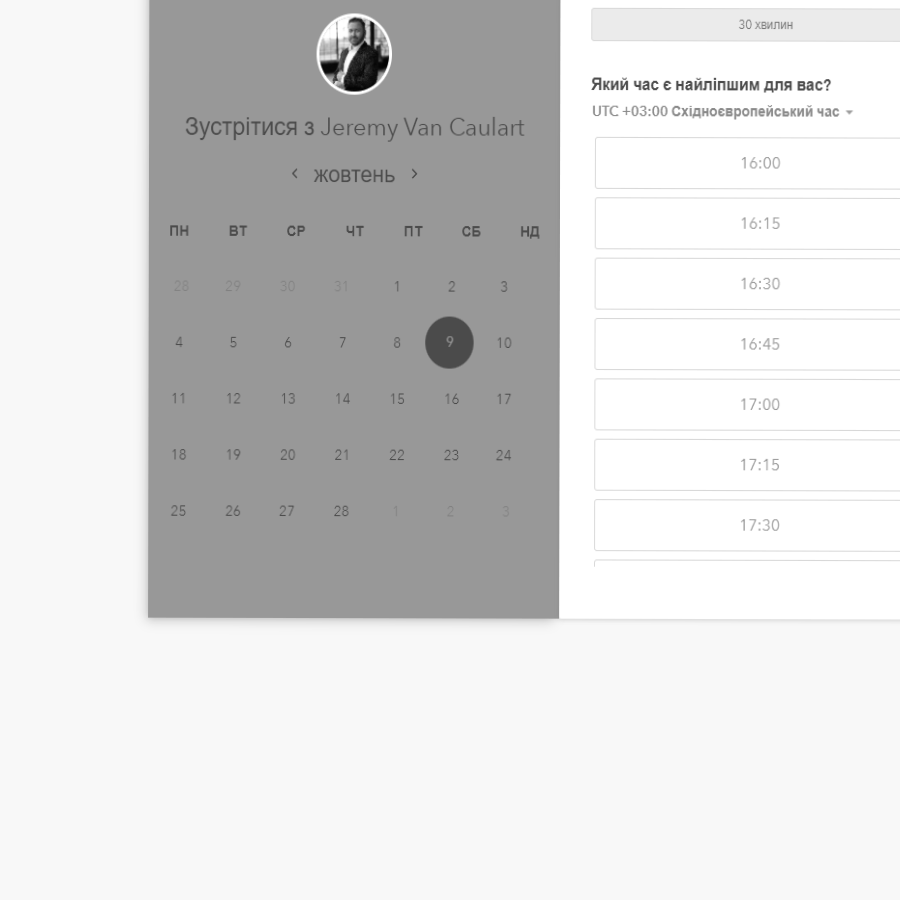 Зустрітися з Jeremy Van Caulart
жовтень
ПН ВТ СР ЧТ ПТ СБ НД
28 29 30 31 1 2 3
4 5 6 7 8 9 10
11 12 13 14 15 16 17
18 19 20 21 22 23 24
25 26 27 28 1 2 3
30 хвилин
Який час є найліпшим для вас?
UTC +03:00 Східноєвропейський час
16:00
16:15
16:30
16:45
17:00
17:15
17:30